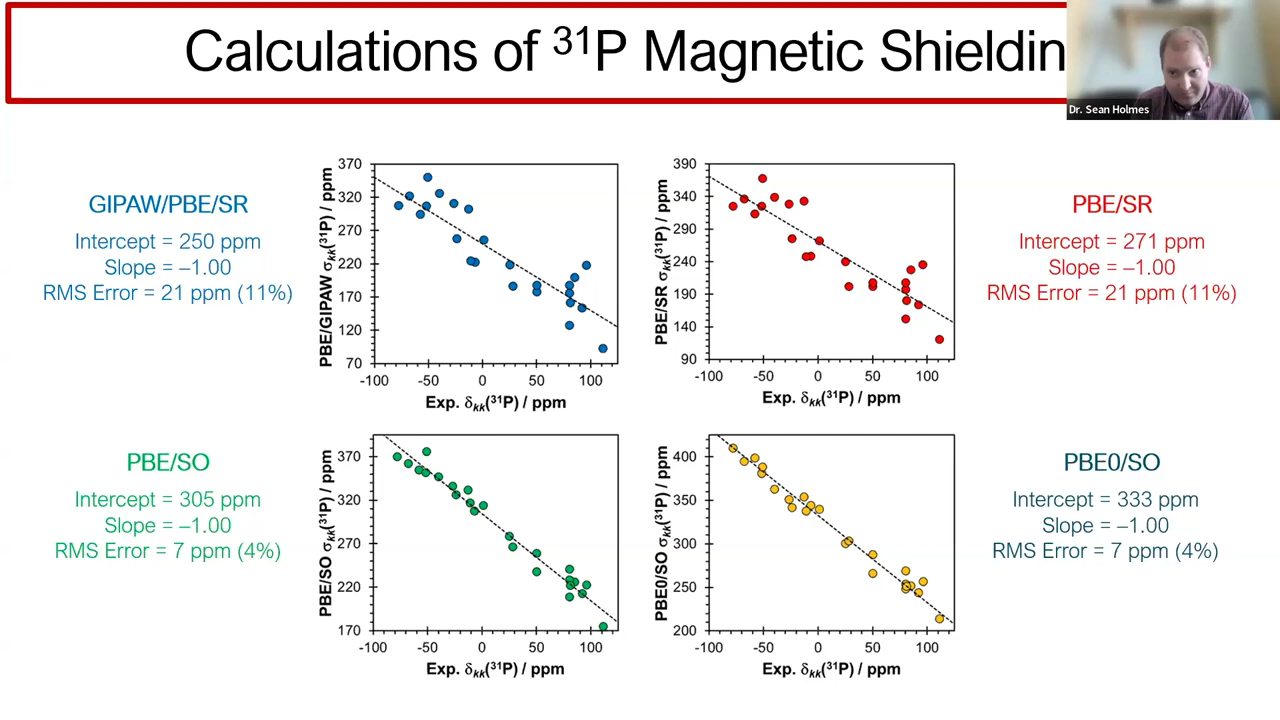 Calculations of ³¹P Magnetic Shieldin
Dr. Sean Holmes
GIPAW/PBE/SR
Intercept = 250 ppm
Slope = –1.00
RMS Error = 21 ppm (11%)
PBE/GIPAW σkk(³¹P) / ppm
370
320
270
220
170
120
70
-100 -50 0 50 100
Exp. δkk(³¹P) / ppm
PBE/SR σkk(³¹P) / ppm
390
340
290
240
190
140
90
-100 -50 0 50 100
Exp. δkk(³¹P) / ppm
PBE/SR
Intercept = 271 ppm
Slope = –1.00
RMS Error = 21 ppm (11%)
PBE/SO
Intercept = 305 ppm
Slope = –1.00
RMS Error = 7 ppm (4%)
PBE/SO σkk(³¹P) / ppm
370
320
270
220
170
-100 -50 0 50 100
Exp. δkk(³¹P) / ppm
PBE0/SO σkk(³¹P) / ppm
400
350
300
250
200
-100 -50 0 50 100
Exp. δkk(³¹P) / ppm
PBE0/SO
Intercept = 333 ppm
Slope = –1.00
RMS Error = 7 ppm (4%)